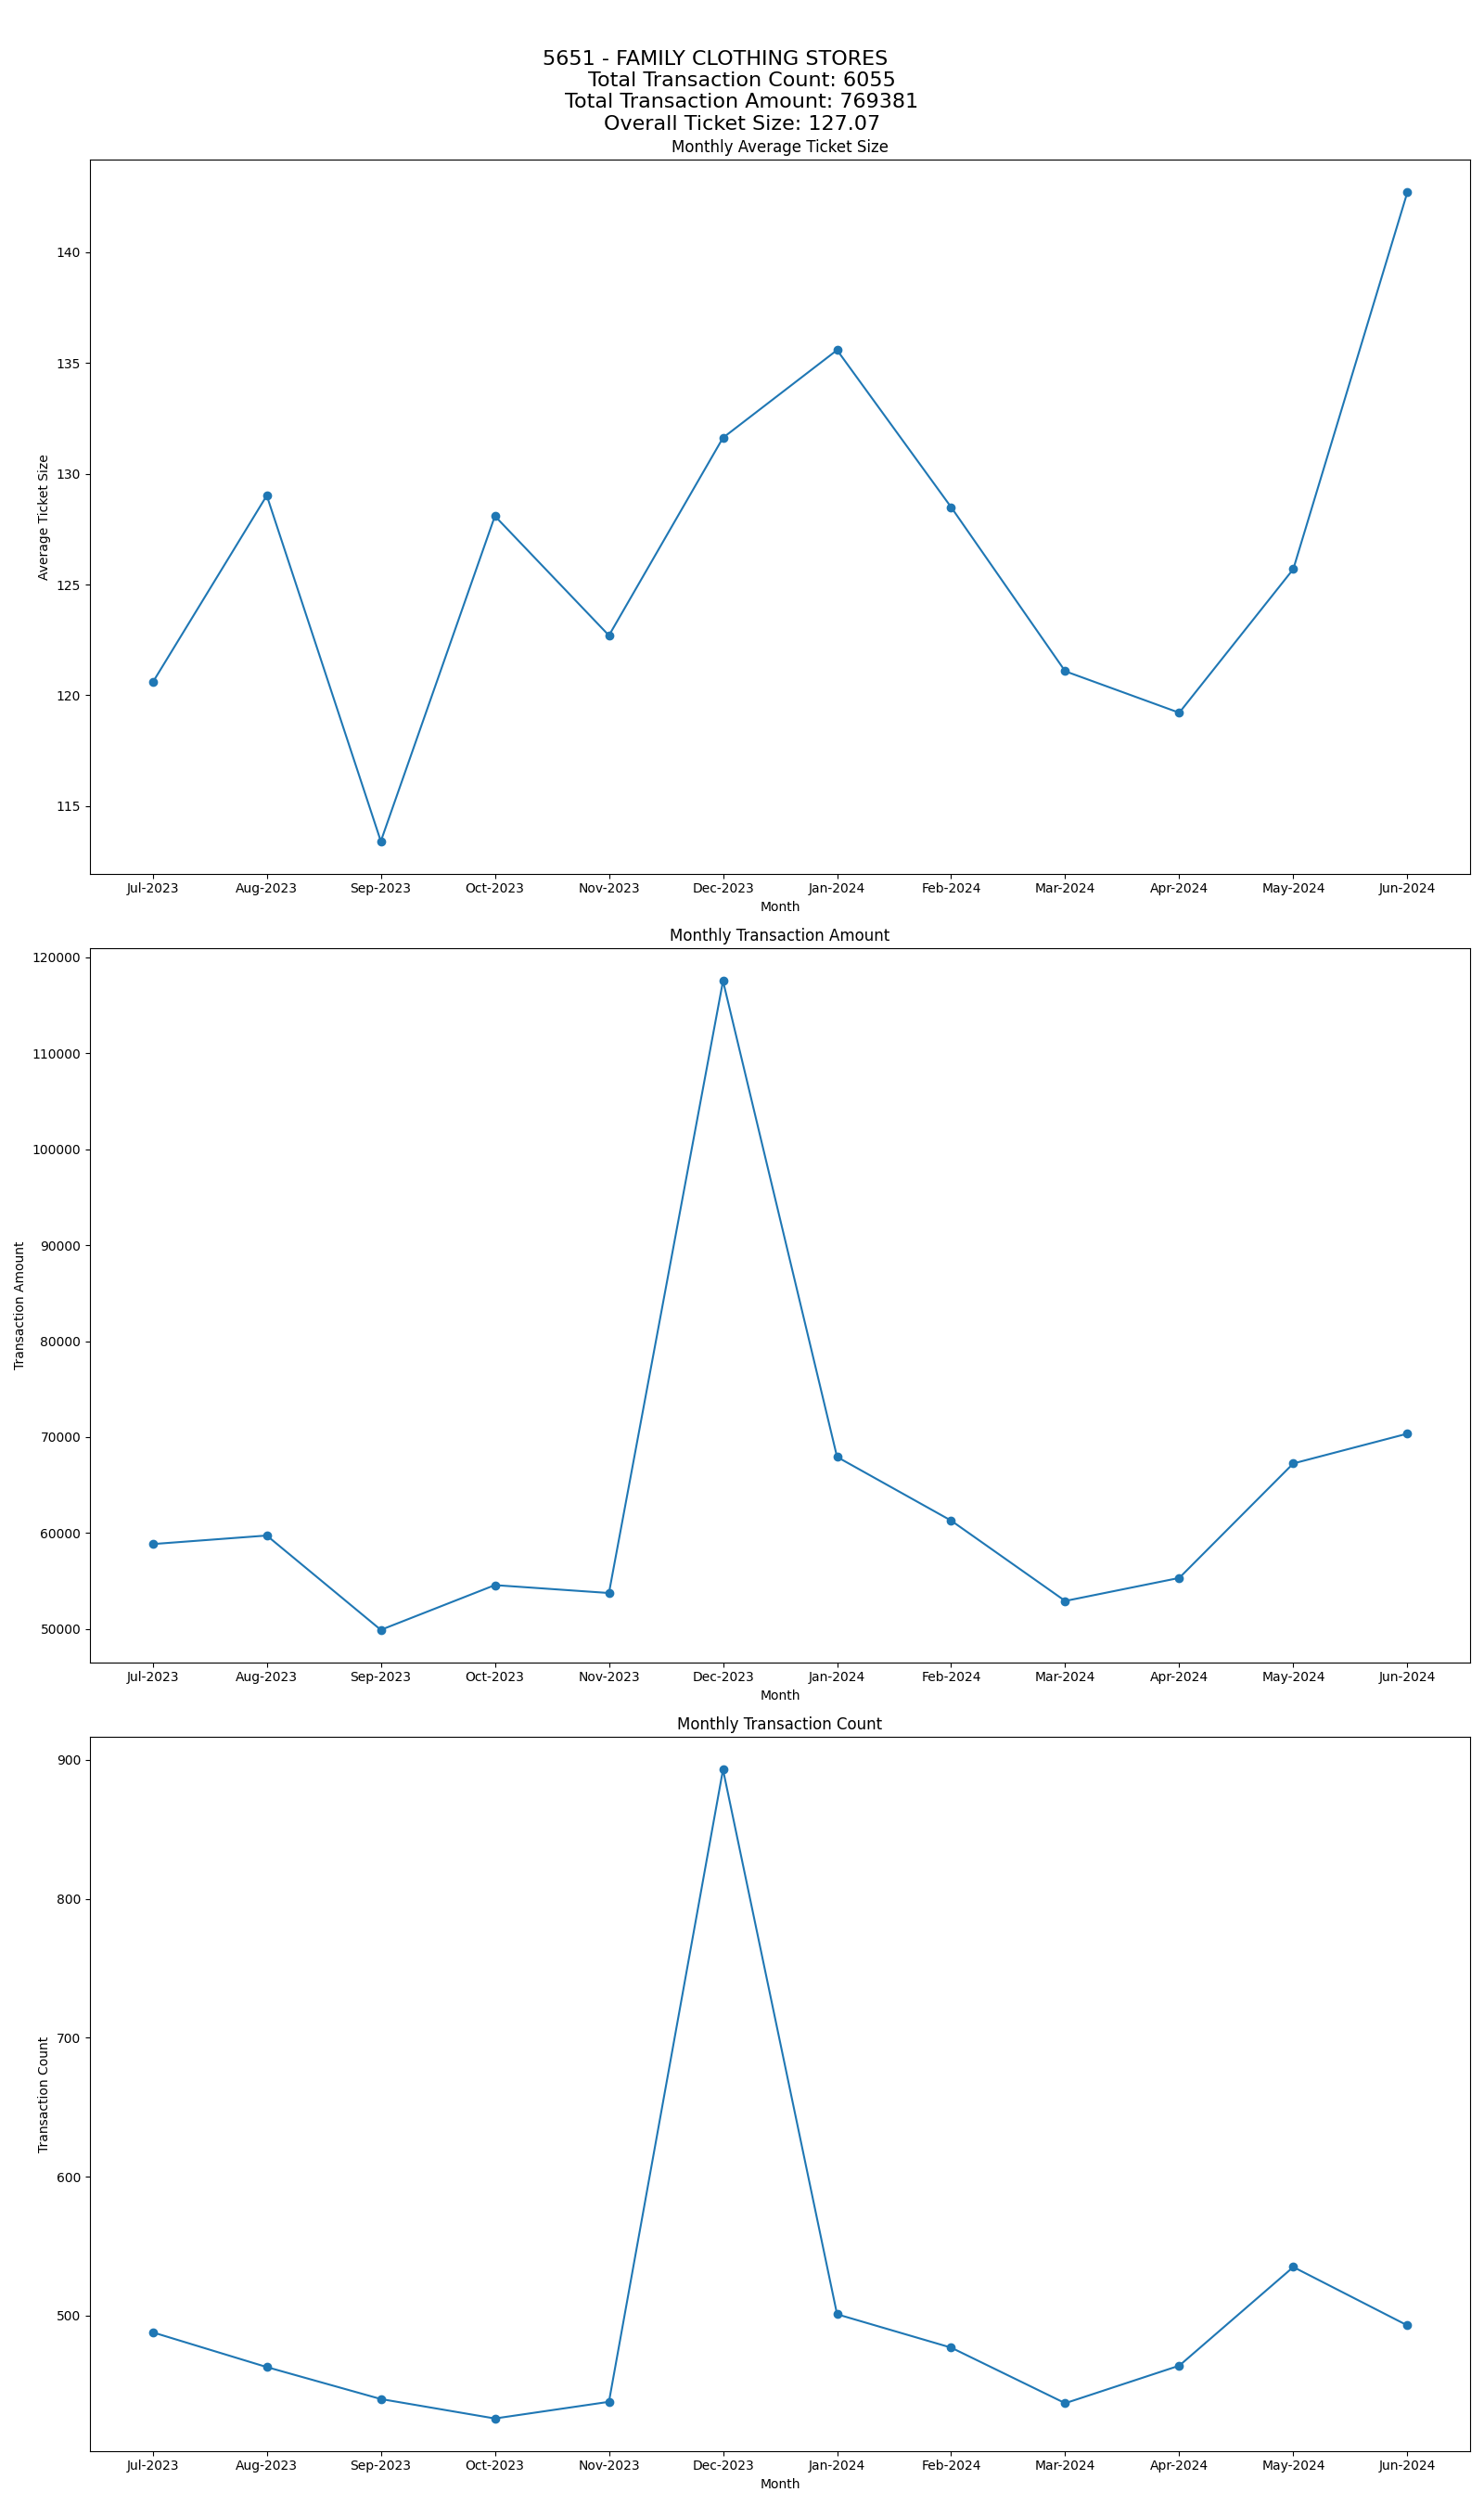 5651 - FAMILY CLOTHING STORES
Total Transaction Count: 6055
Total Transaction Amount: 769381
Overall Ticket Size: 127.07
Monthly Average Ticket Size
140
135
130
125
120
115
Average Ticket Size
Jul-2023 Aug-2023 Sep-2023 Oct-2023 Nov-2023 Dec-2023 Jan-2024 Feb-2024 Mar-2024 Apr-2024 May-2024 Jun-2024
Month
Monthly Transaction Amount
120000
110000
100000
90000
80000
70000
60000
50000
Transaction Amount
Jul-2023 Aug-2023 Sep-2023 Oct-2023 Nov-2023 Dec-2023 Jan-2024 Feb-2024 Mar-2024 Apr-2024 May-2024 Jun-2024
Month
Monthly Transaction Count
900
800
700
600
500
Transaction Count
Jul-2023 Aug-2023 Sep-2023 Oct-2023 Nov-2023 Dec-2023 Jan-2024 Feb-2024 Mar-2024 Apr-2024 May-2024 Jun-2024
Month